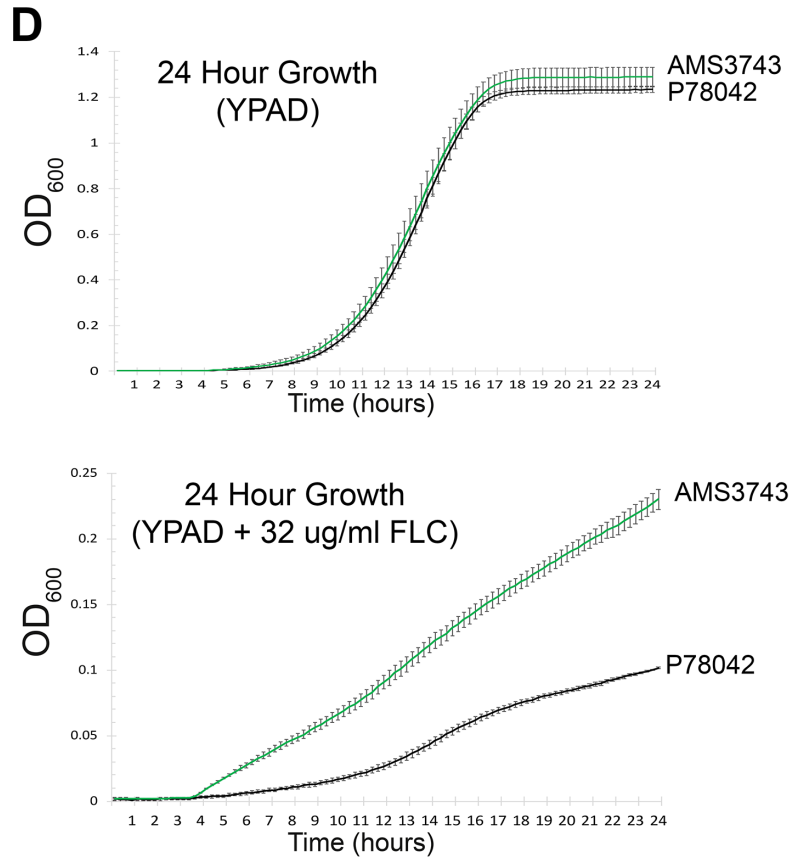 D
24 Hour Growth
(YPAD)
AMS3743
P78042
OD600
1.4
1.2
1
0.8
0.6
0.4
0.2
0
1 2 3 4 5 6 7 8 9 10 11 12 13 14 15 16 17 18 19 20 21 22 23 24
Time (hours)
24 Hour Growth
(YPAD + 32 ug/ml FLC)
AMS3743
P78042
OD600
0.25
0.2
0.15
0.1
0.05
0
1 2 3 4 5 6 7 8 9 10 11 12 13 14 15 16 17 18 19 20 21 22 23 24
Time (hours)